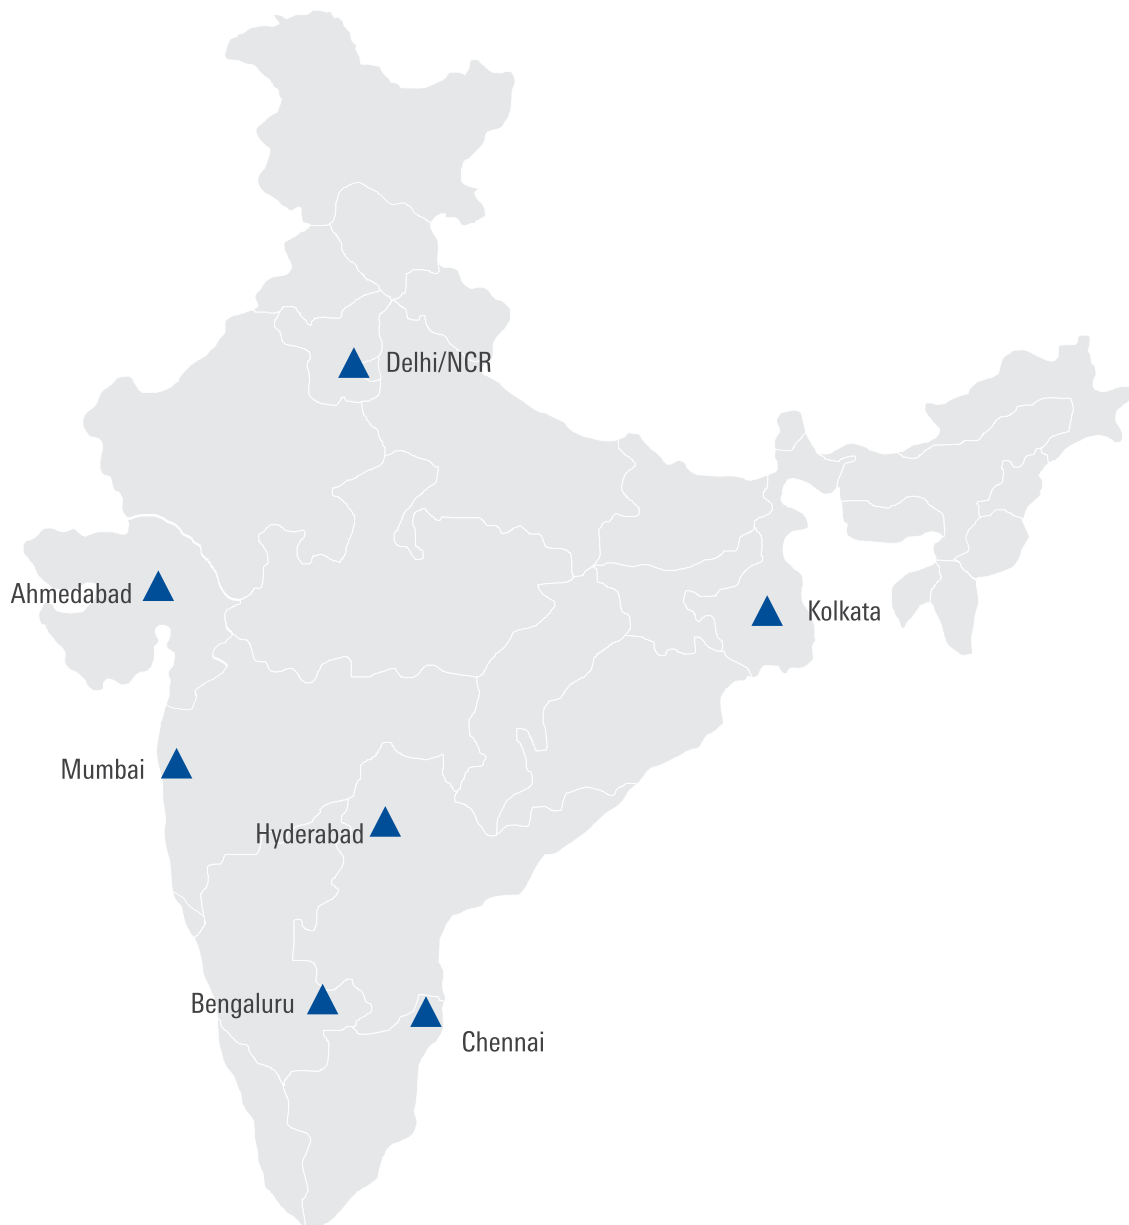 Delhi/NCR
Ahmedabad
Kolkata
Mumbai
Hyderabad
Bengaluru
Chennai